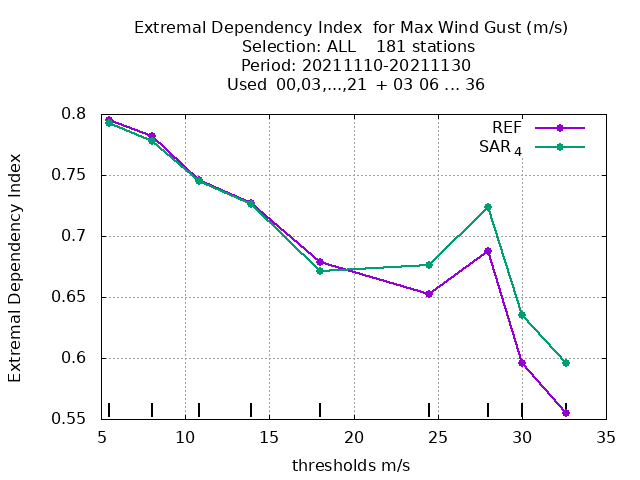 Extremal Dependency Index  for Max Wind Gust (m/s)
Selection: ALL    181 stations
Period: 20211110-20211130
Used  00,03,...,21  + 03 06 ... 36
REF
SAR 4
0.8
0.75
0.7
0.65
0.6
0.55
5 10 15 20 25 30 35
Extremal Dependency Index
thresholds m/s